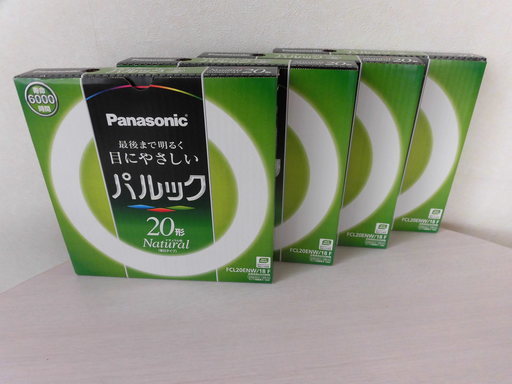 寿命
6000
時間
Panasonic
最後まで明るく
目にやさしい
パルック
20形
Natural
FCL20ENW/18 F
FCL20ENW/18 F
FCL20ENW/18 F
FCL20ENW/18 F